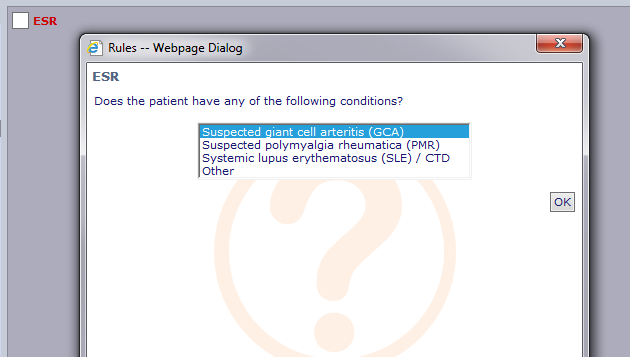 ESR
Rules -- Webpage Dialog
ESR
Does the patient have any of the following conditions?
Suspected giant cell arteritis (GCA)
Suspected polymyalgia rheumatica (PMR)
Systemic lupus erythematosus (SLE) / CTD
Other
OK